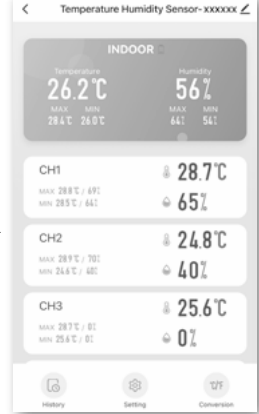 Temperature Humidity Sensor- xxxxxx
INDOOR
Temperature Humidity
26.2℃ 56%
MAX MIN MAX MIN
28.4℃ 26.0℃ 64% 54%
CH1 28.7℃
MAX 28.8℃ / 69%
MIN 28.5℃ / 64% 65%
CH2 24.8℃
MAX 28.9℃ / 70%
MIN 24.6℃ / 40% 40%
CH3 25.6℃
MAX 28.7℃ / 0%
MIN 25.6℃ / 0% 0%
℃/℉
History Setting Conversion